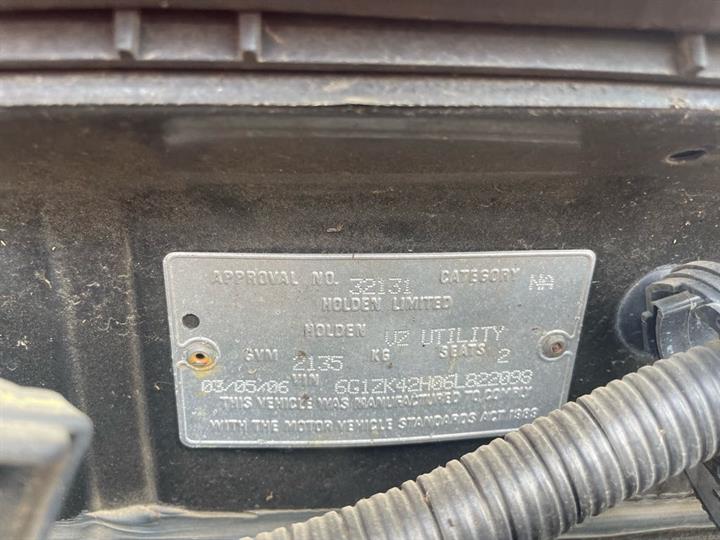 APPROVAL NO. 32131 CATEGORY NA
HOLDEN LIMITED
HOLDEN VZ UTILITY
GVM 2135 KG SEATS 2
03/05/06 VIN 6G1ZK42H06L822098
THIS VEHICLE WAS MANUFACTURED TO COMPLY
WITH THE MOTOR VEHICLE STANDARDS ACT 1989